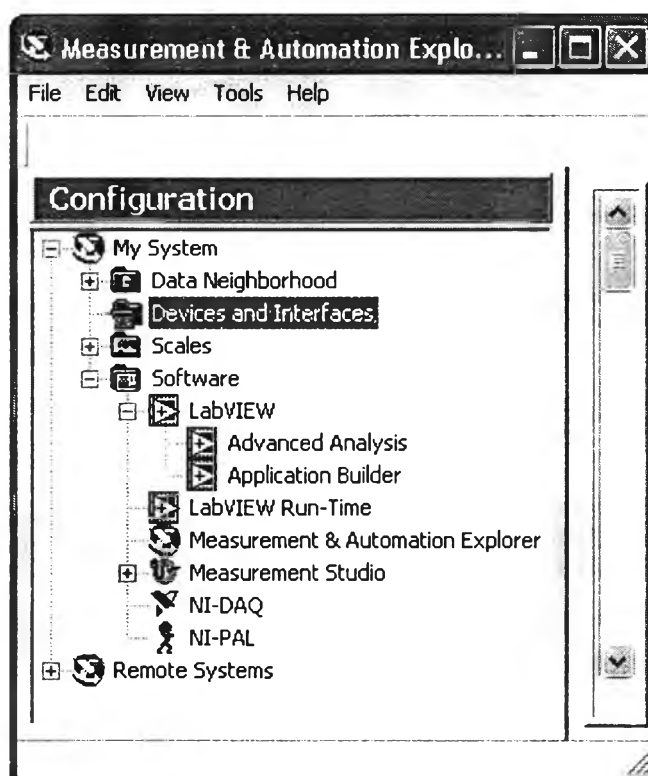 Measurement & Automation Explo...
File Edit View Tools Help
Configuration
My System
Data Neighborhood
Devices and Interfaces
Scales
Software
LabVIEW
Advanced Analysis
Application Builder
LabVIEW Run-Time
Measurement & Automation Explorer
Measurement Studio
NI-DAQ
NI-PAL
Remote Systems